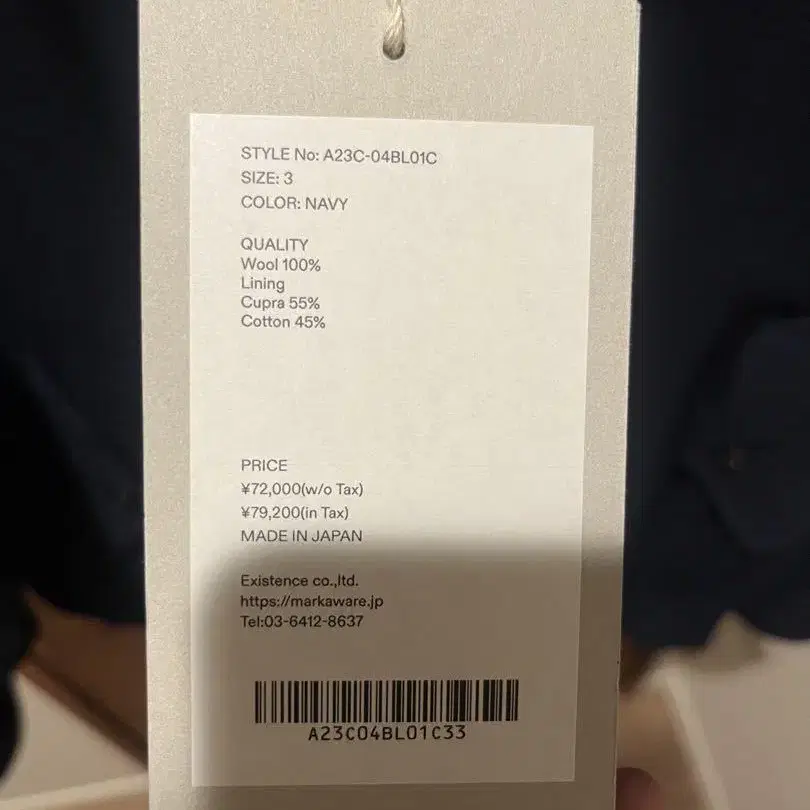 STYLE No: A23C-04BL01C
SIZE: 3
COLOR: NAVY
QUALITY
Wool 100%
Lining
Cupra 55%
Cotton 45%
PRICE
¥72,000(w/o Tax)
¥79,200(in Tax)
MADE IN JAPAN
Existence co.,ltd.
https://markaware.jp
Tel:03-6412-8637
A23C04BL01C33